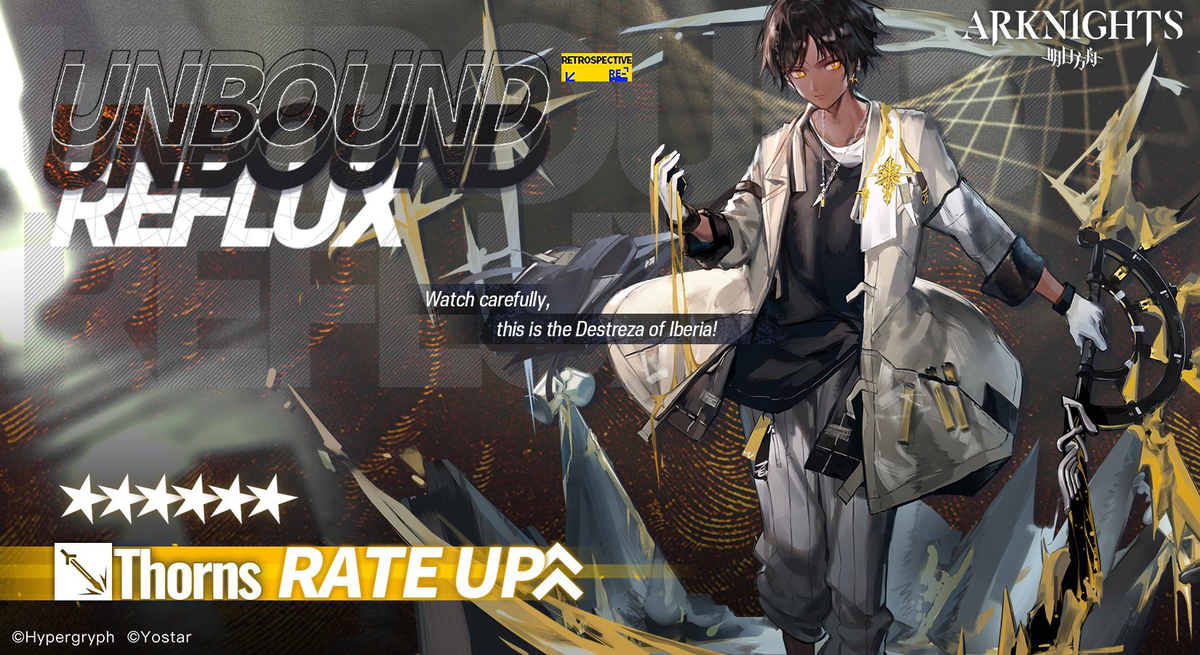 ARKNIGHTS
明日方舟
UNBOUND
RETROSPECTIVE
RE-
UNBOUND
REFLUX
Watch carefully,
this is the Destreza of Iberia!
Thorns RATE UP
©Hypergryph ©Yostar